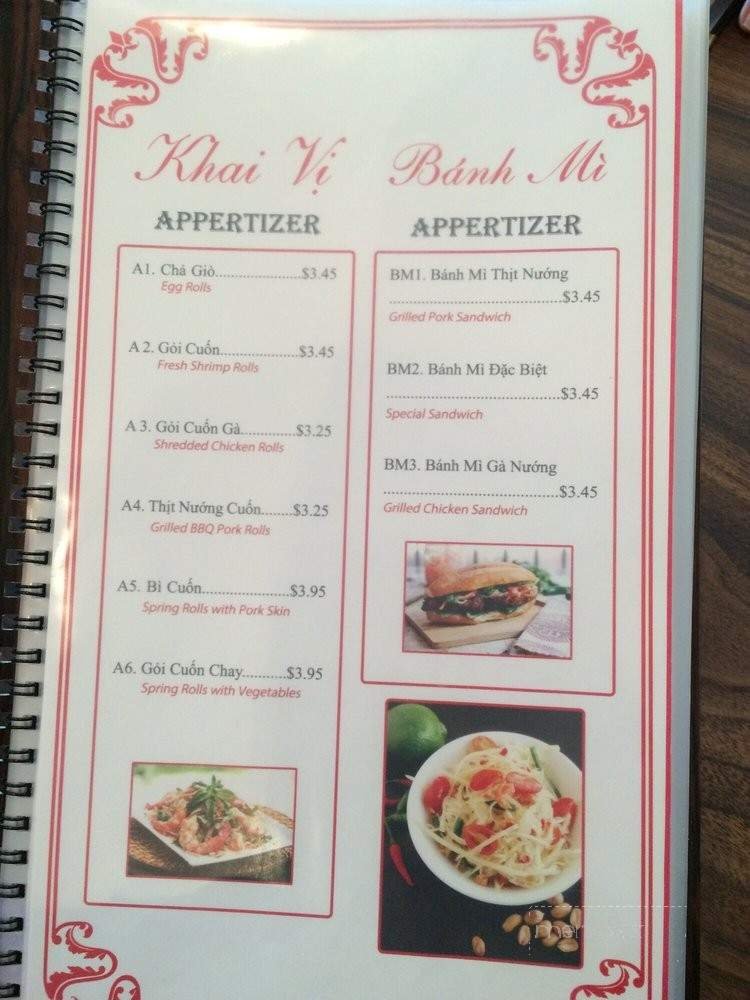 Khai Vị
APPERTIZER
A1. Chả Giò......................$3.45
Egg Rolls
A2. Gỏi Cuốn....................$3.45
Fresh Shrimp Rolls
A3. Gỏi Cuốn Gà..............$3.25
Shredded Chicken Rolls
A4. Thịt Nướng Cuốn........$3.25
Grilled BBQ Pork Rolls
A5. Bì Cuốn......................$3.95
Spring Rolls with Pork Skin
A6. Gỏi Cuốn Chay...........$3.95
Spring Rolls with Vegetables
Bánh Mì
APPERTIZER
BM1. Bánh Mì Thịt Nướng
............................................$3.45
Grilled Pork Sandwich
BM2. Bánh Mì Đặc Biệt
............................................$3.45
Special Sandwich
BM3. Bánh Mì Gà Nướng
............................................$3.45
Grilled Chicken Sandwich